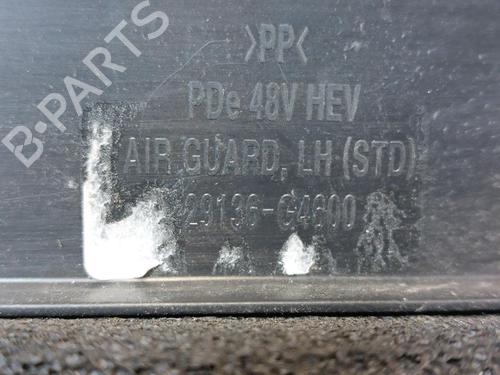 B-PARTS
>PP<
PDe 48V HEV
AIR GUARD, LH (STD)
29136-G4600